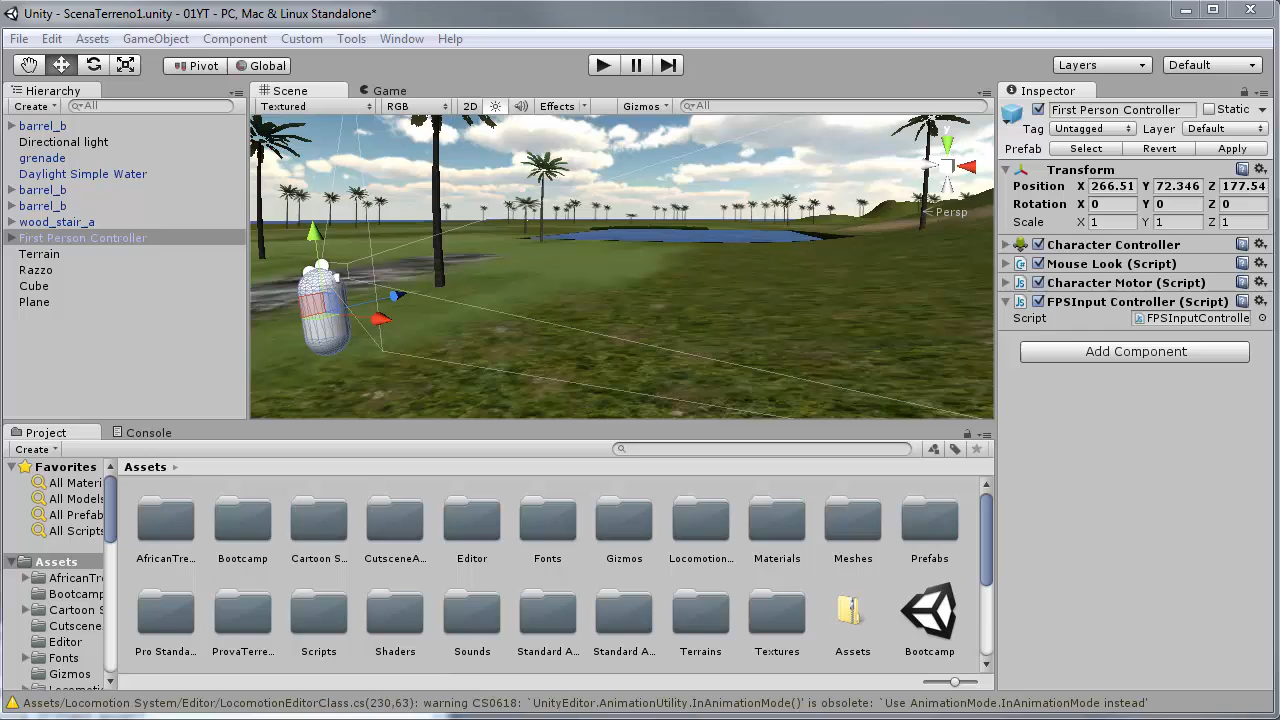 Unity - ScenaTerreno1.unity - 01YT - PC, Mac & Linux Standalone*
File Edit Assets GameObject Component Custom Tools Window Help
Pivot Global Layers Default
Hierarchy
Create All
barrel_b
Directional light
grenade
Daylight Simple Water
barrel_b
barrel_b
wood_stair_a
First Person Controller
Terrain
Razzo
Cube
Plane
Scene Game
Textured RGB 2D Effects Gizmos All
y
Persp
Inspector
First Person Controller Static
Tag Untagged Layer Default
Prefab Select Revert Apply
Transform
Position X 266.51 Y 72.346 Z 177.54
Rotation X 0 Y 0 Z 0
Scale X 1 Y 1 Z 1
Character Controller
Mouse Look (Script)
Character Motor (Script)
FPSInput Controller (Script)
Script FPSInputControlle
Add Component
Project Console
Create
Favorites
All Materi
All Models
All Prefab
All Scripts
Assets
AfricanTre
Bootcamp
Cartoon S
Cutscene
Editor
Fonts
Gizmos
Locomoti
Assets
AfricanTre... Bootcamp Cartoon S... CutsceneA... Editor Fonts Gizmos Locomotion Materials Meshes Prefabs
Pro Standa... ProvaTerre... Scripts Shaders Sounds Standard A... Standard A... Terrains Textures Assets Bootcamp
Assets/Locomotion System/Editor/LocomotionEditorClass.cs(230,63): warning CS0618: `UnityEditor.AnimationUtility.InAnimationMode()' is obsolete: `Use AnimationMode.InAnimationMode instead'